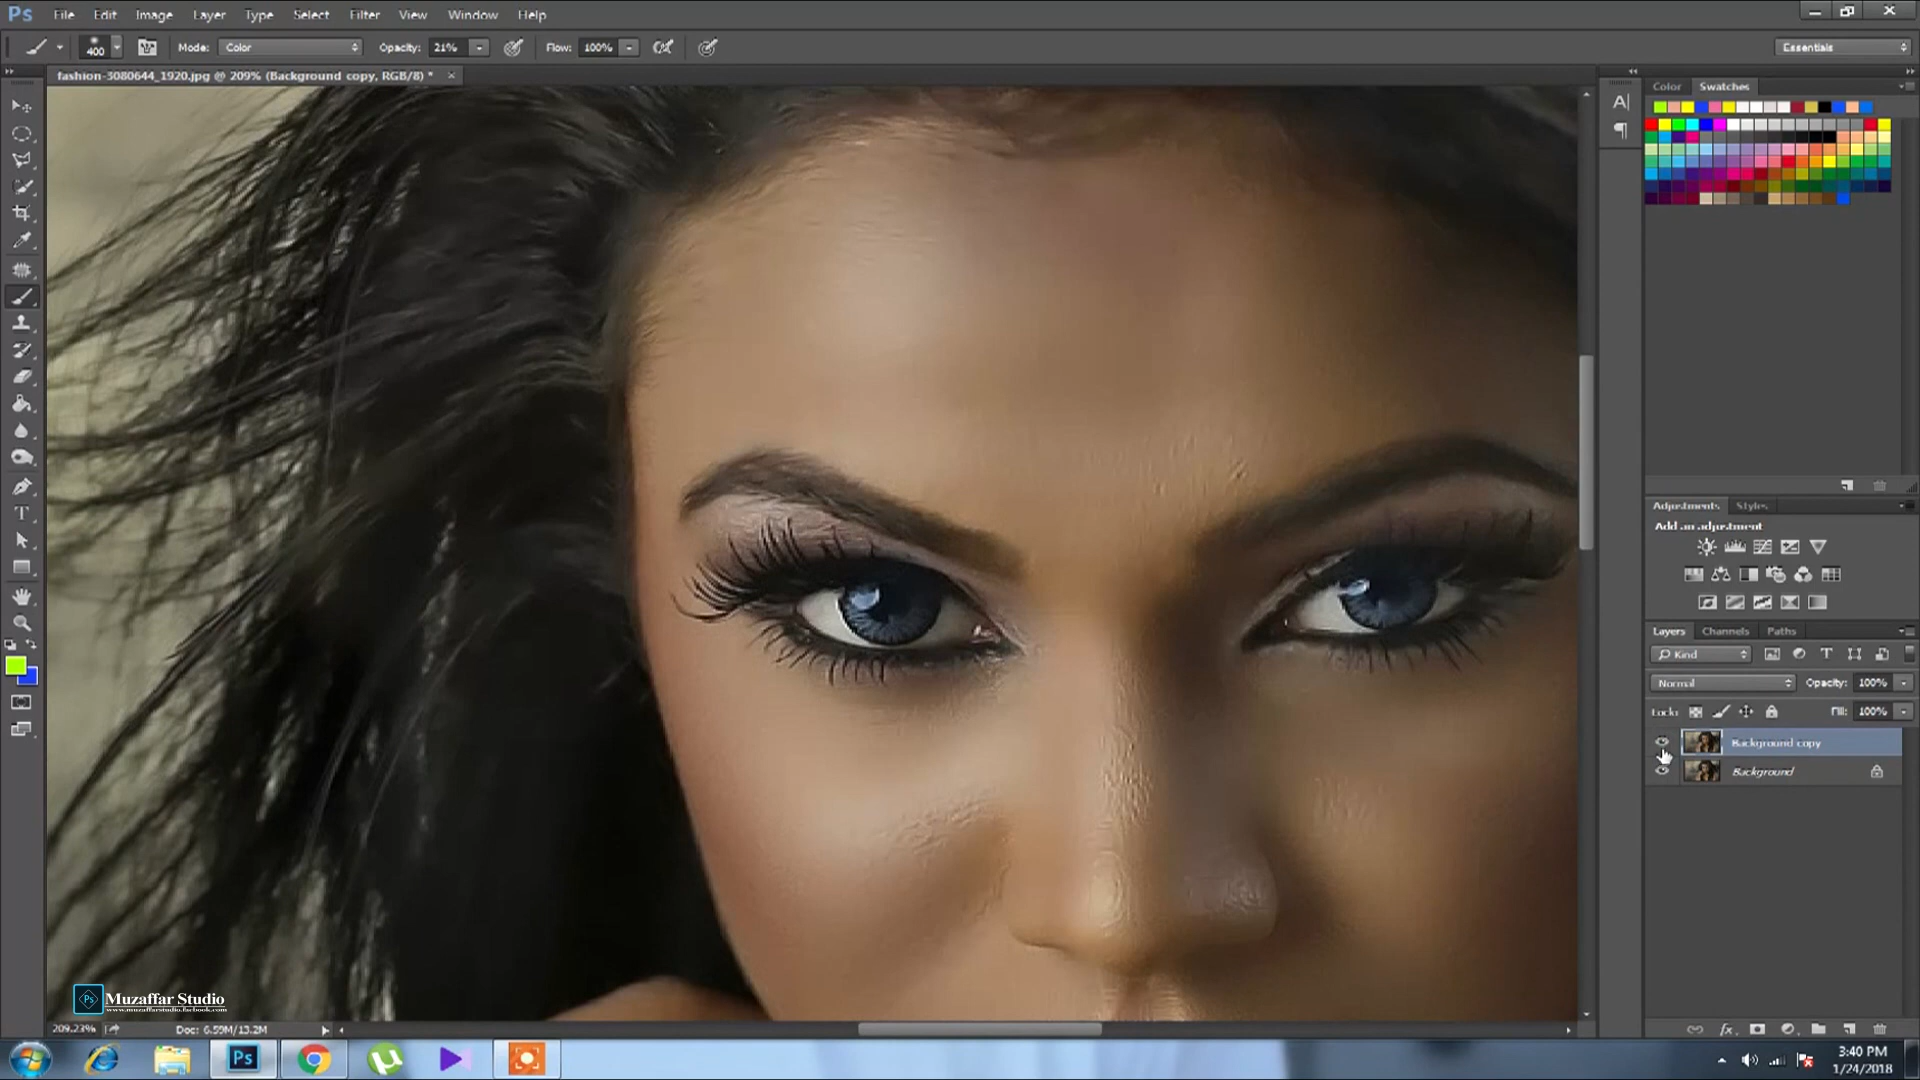 Ps File Edit Image Layer Type Select Filter View Window Help
400 Mode: Color Opacity: 21% Flow: 100% Essentials
fashion-3080644_1920.jpg @ 209% (Background copy, RGB/8) *
Color Swatches
Adjustments Styles
Add an adjustment
Layers Channels Paths
Kind
Normal Opacity: 100%
Lock: Fill: 100%
Background copy
Background
Ps Muzaffar Studio
www.muzaffarstudio.facbook.com
209.23% Doc: 6.59M/13.2M
Ps
3:40 PM
1/24/2018